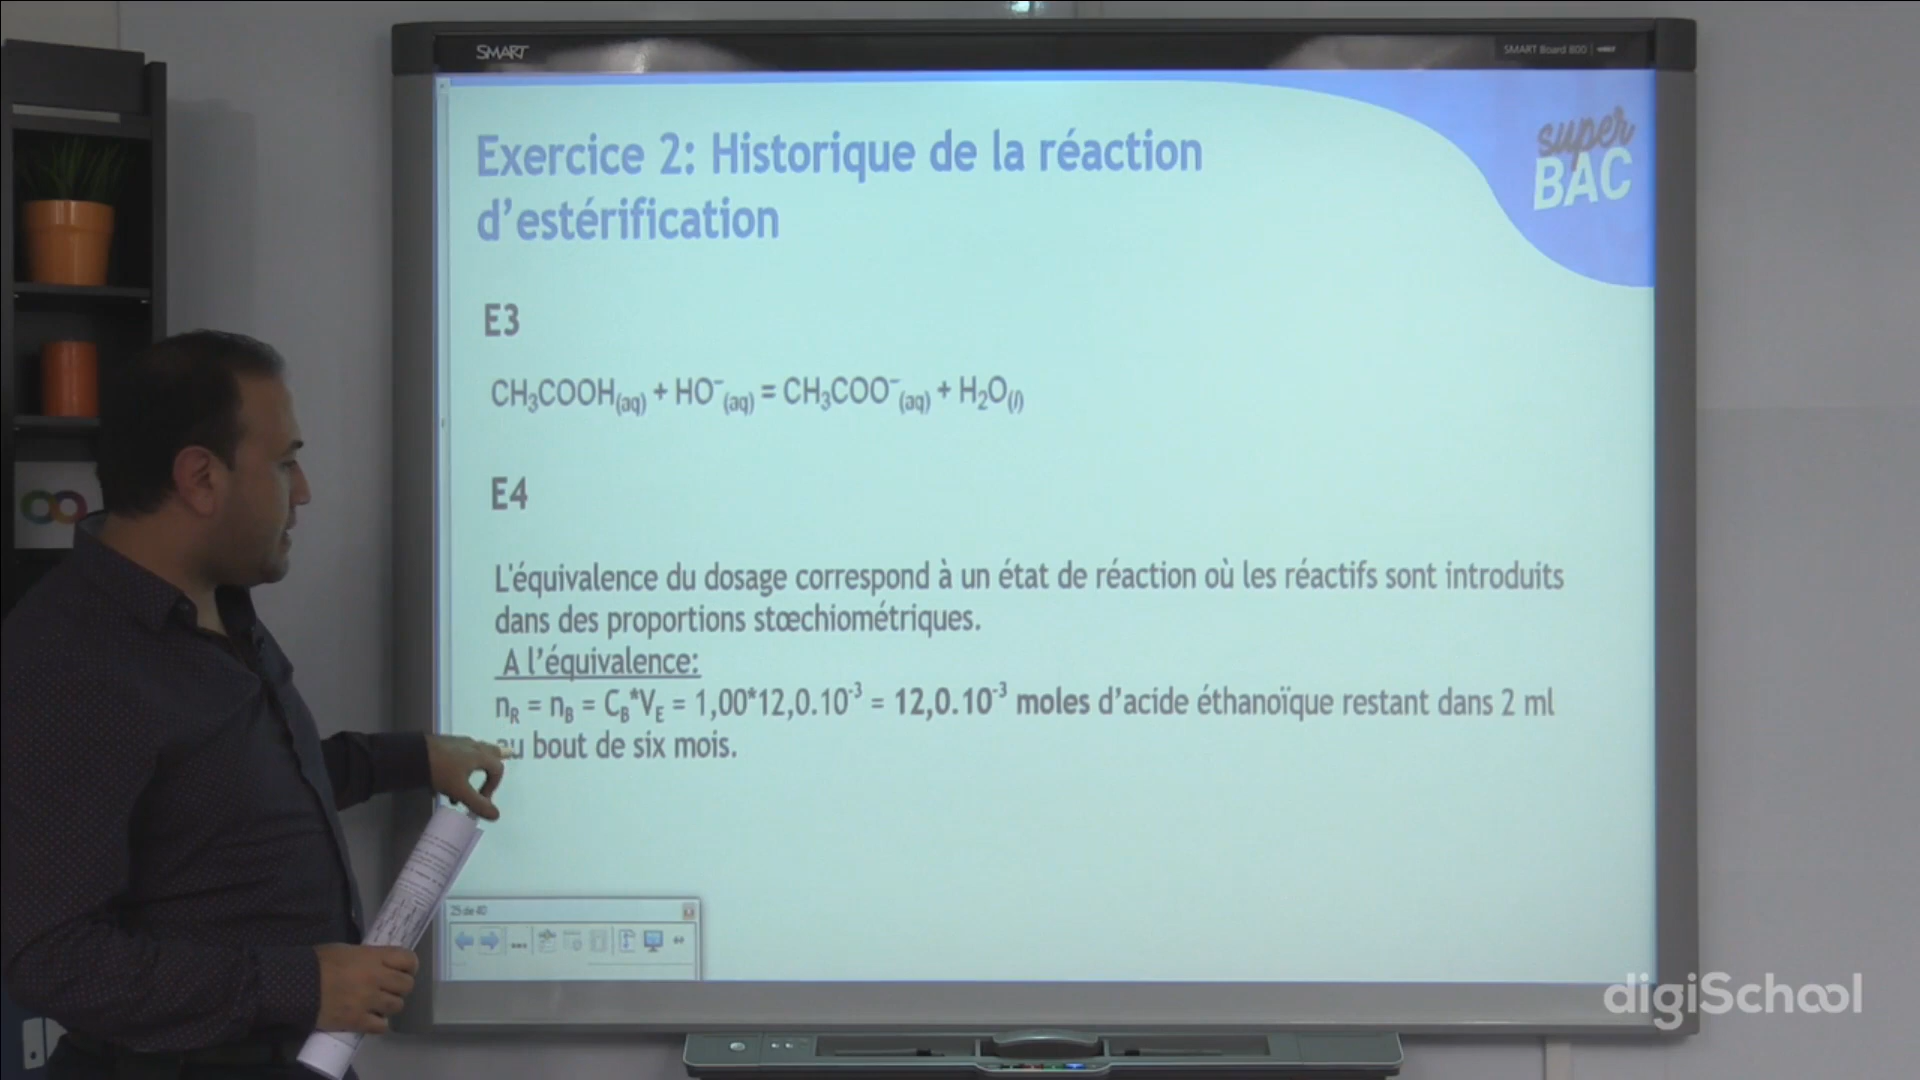 SMART
SMART Board 800
super
BAC
Exercice 2: Historique de la réaction
d’estérification
E3
CH₃COOH(aq) + HO⁻(aq) = CH₃COO⁻(aq) + H₂O(l)
E4
L'équivalence du dosage correspond à un état de réaction où les réactifs sont introduits
dans des proportions stœchiométriques.
A l’équivalence:
nR = nB = CB*VE = 1,00*12,0.10⁻³ = 12,0.10⁻³ moles d’acide éthanoïque restant dans 2 ml
au bout de six mois.
25 de 40
digiSchool